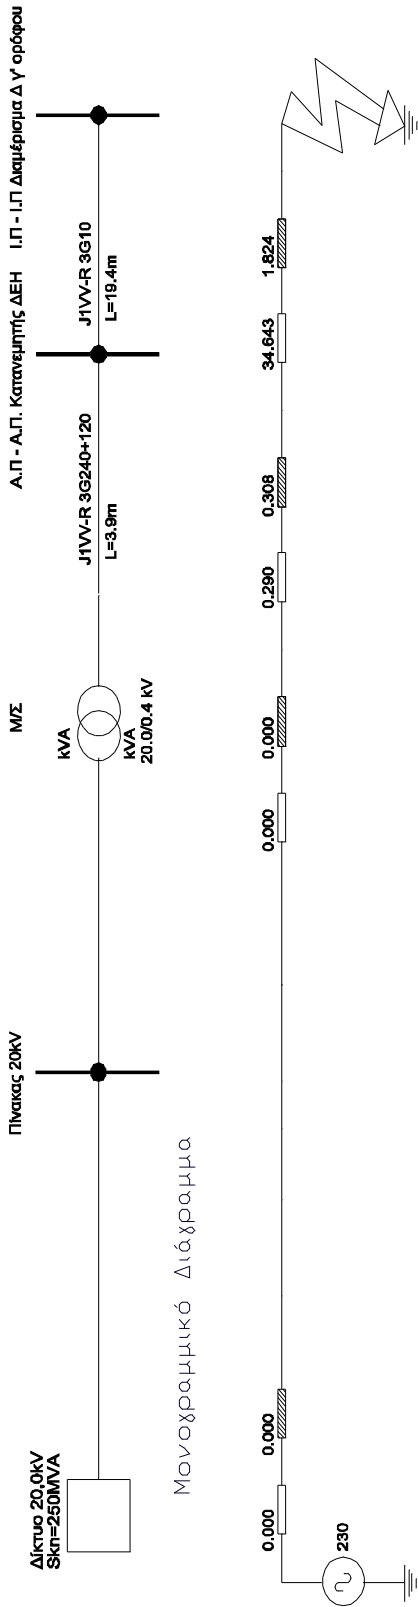 Δίκτυο 20,0kV
Skn=250MVA
Πίνακας 20kV
Μ/Σ
kVA
kVA
20.0/0.4 kV
Α.Π - Α.Π. Κατανεμητής ΔΕΗ
J1VV-R 3G240+120
L=3.9m
Ι.Π - Ι.Π Διαμέρισμα Δ γ' ορόφου
J1VV-R 3G10
L=19.4m
Μονογραμμικό Διάγραμμα
230
0.000
0.000
0.000
0.000
0.290
0.308
34.643
1.824